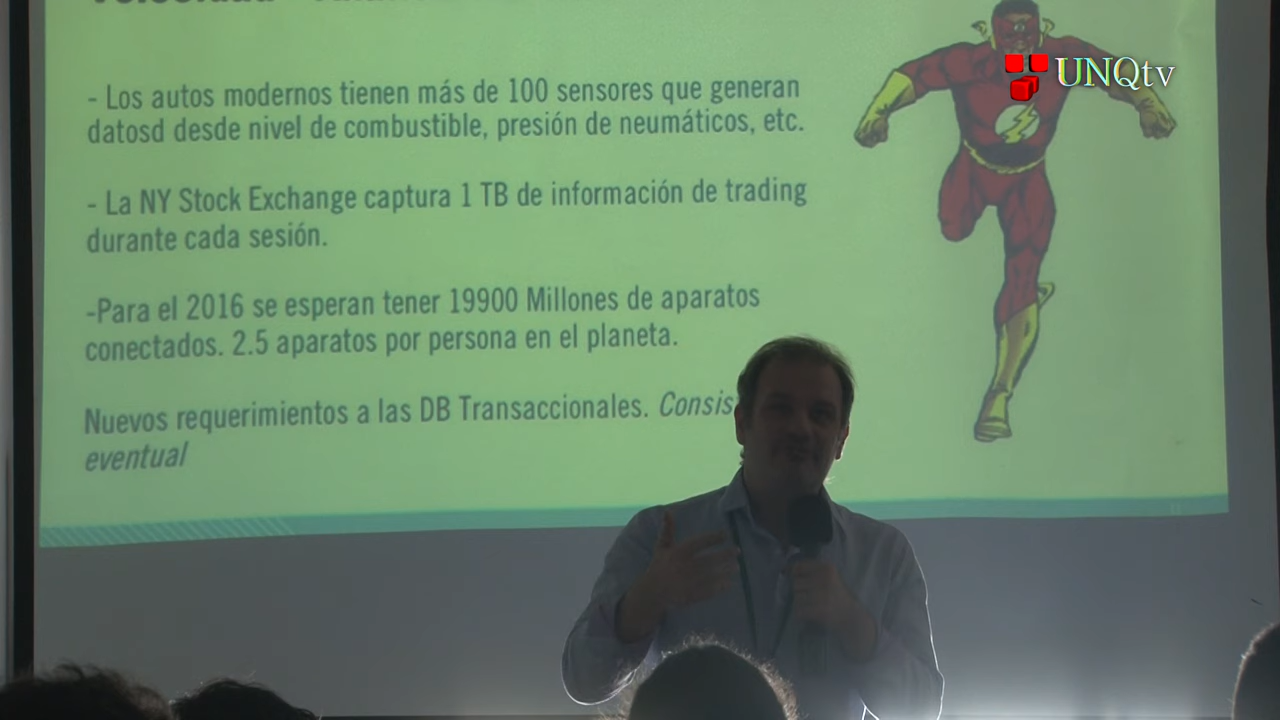 - Los autos modernos tienen más de 100 sensores que generan
datosd desde nivel de combustible, presión de neumáticos, etc.
- La NY Stock Exchange captura 1 TB de información de trading
durante cada sesión.
-Para el 2016 se esperan tener 19900 Millones de aparatos
conectados. 2.5 aparatos por persona en el planeta.
Nuevos requerimientos a las DB Transaccionales.
eventual
UNQtv